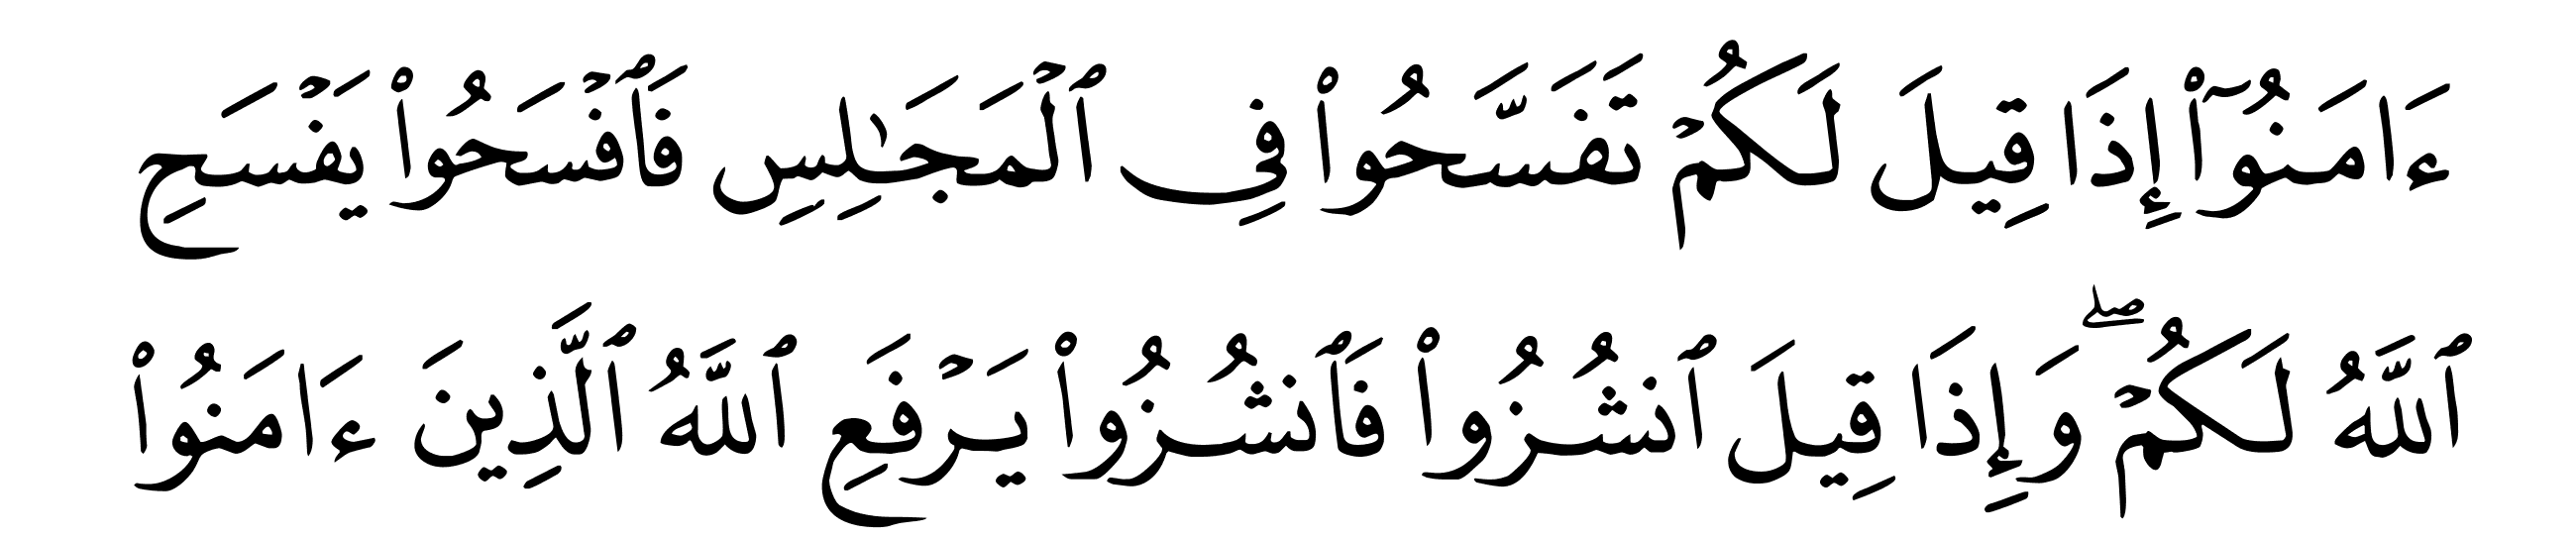 ءَامَنُوٓا۟ إِذَا قِيلَ لَكُمْ تَفَسَّحُوا۟ فِى ٱلْمَجَـٰلِسِ فَٱفْسَحُوا۟ يَفْسَحِ
ٱللَّهُ لَكُمْ ۖ وَإِذَا قِيلَ ٱنشُزُوا۟ فَٱنشُزُوا۟ يَرْفَعِ ٱللَّهُ ٱلَّذِينَ ءَامَنُوا۟